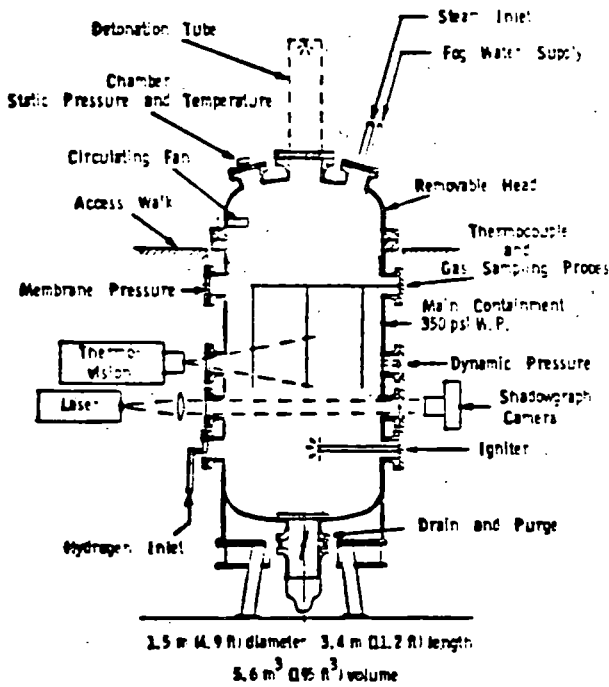 Steam Inlet
Detonation Tube
Fog Water Supply
Chamber
Static Pressure and Temperature
Circulating Fan
Removable Head
Access Walk
Thermocouple
and
Gas Sampling Probes
Membrane Pressure
Main Containment
350 psi W.P.
Thermo-
vision
Dynamic Pressure
Laser
Shadowgraph
Camera
Igniter
Drain and Purge
Hydrogen Inlet
1.5 m (4.9 ft) diameter 3.4 m (11.2 ft) length
5.6 m³ (195 ft³) volume